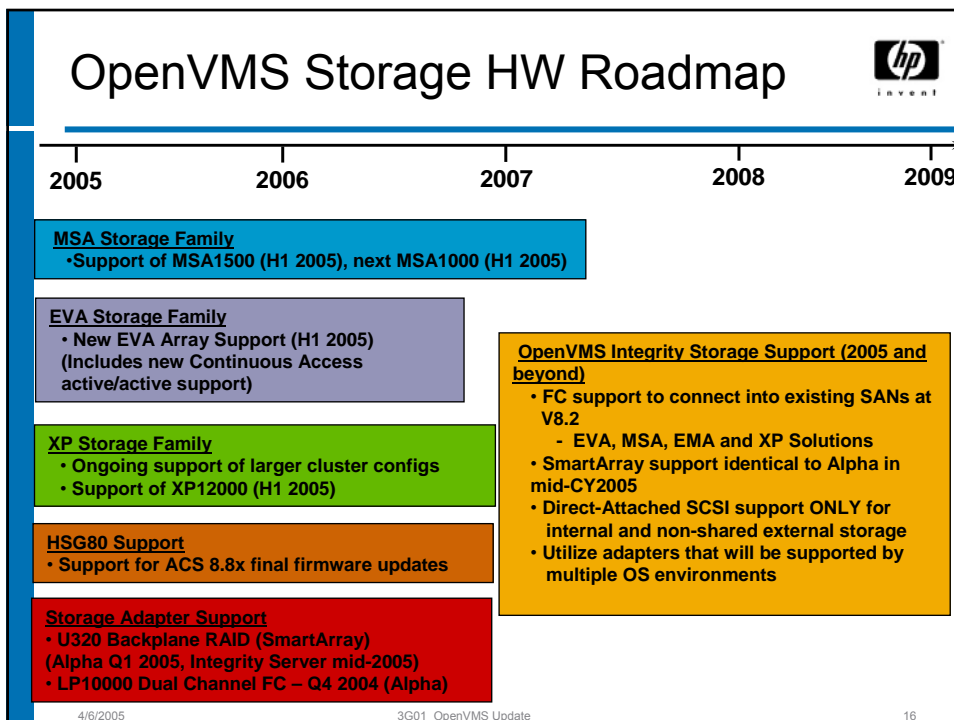 OpenVMS Storage HW Roadmap
hp
invent
2005 2006 2007 2008 2009
MSA Storage Family
•Support of MSA1500 (H1 2005), next MSA1000 (H1 2005)
EVA Storage Family
• New EVA Array Support (H1 2005)
(Includes new Continuous Access
active/active support)
XP Storage Family
• Ongoing support of larger cluster configs
• Support of XP12000 (H1 2005)
HSG80 Support
• Support for ACS 8.8x final firmware updates
Storage Adapter Support
• U320 Backplane RAID (SmartArray)
(Alpha Q1 2005, Integrity Server mid-2005)
• LP10000 Dual Channel FC – Q4 2004 (Alpha)
OpenVMS Integrity Storage Support (2005 and
beyond)
• FC support to connect into existing SANs at
V8.2
- EVA, MSA, EMA and XP Solutions
• SmartArray support identical to Alpha in
mid-CY2005
• Direct-Attached SCSI support ONLY for
internal and non-shared external storage
• Utilize adapters that will be supported by
multiple OS environments
4/6/2005 3G01 OpenVMS Update 16